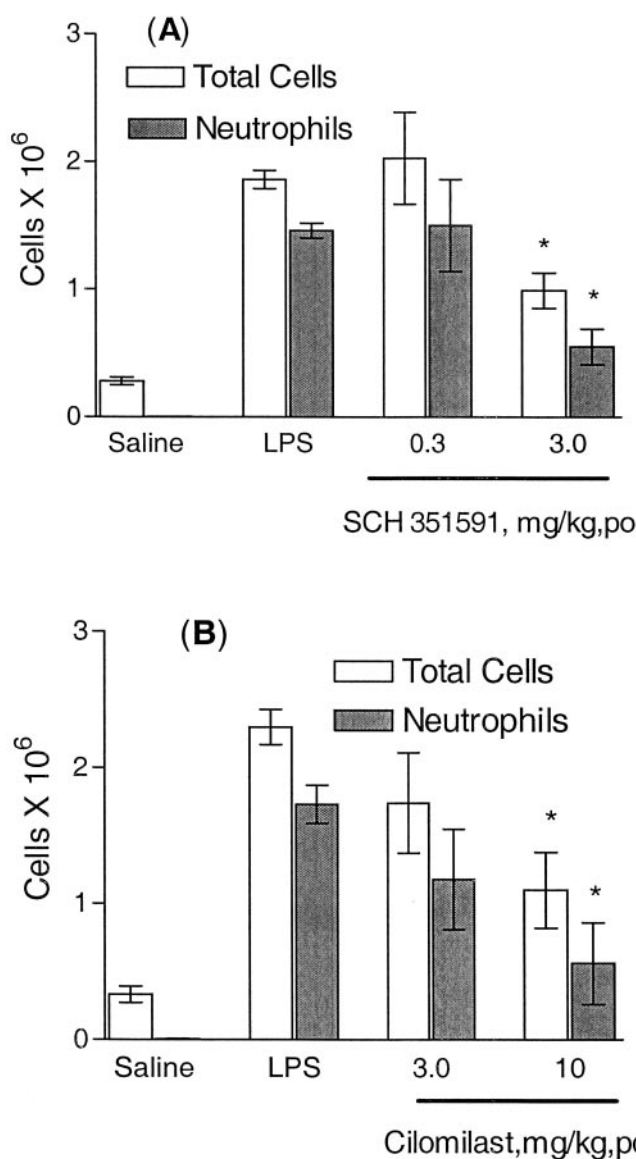 (A)
Total Cells
Neutrophils
3
2
1
0
Cells X 10⁶
* *
Saline LPS 0.3 3.0
SCH 351591, mg/kg,po
(B)
Total Cells
Neutrophils
3
2
1
0
Cells X 10⁶
* *
Saline LPS 3.0 10
Cilomilast,mg/kg,po